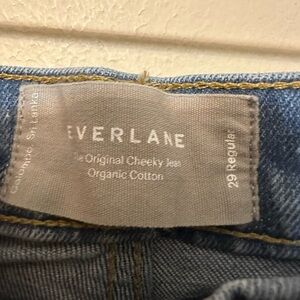 EVERLANE
Original Cheeky Jean
Organic Cotton
29 Regular
Colombo, Sri Lanka